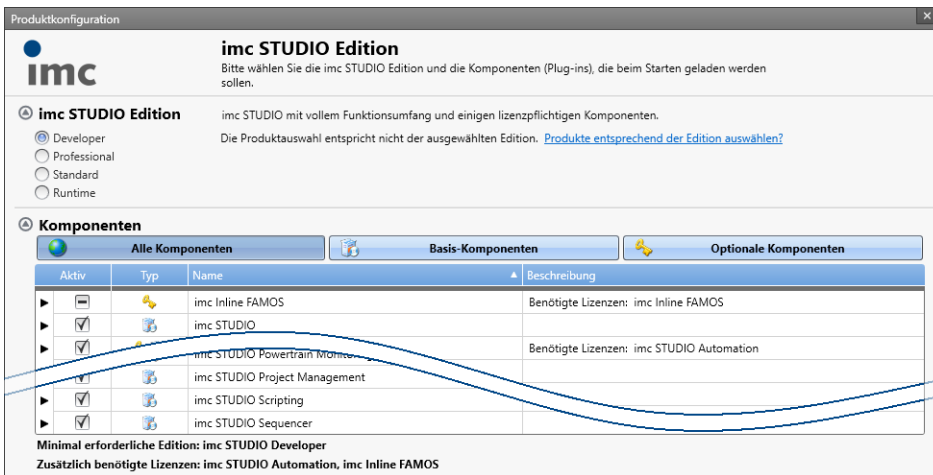 Produktkonfiguration
imc
imc STUDIO Edition
Bitte wählen Sie die imc STUDIO Edition und die Komponenten (Plug-ins), die beim Starten geladen werden
sollen.
imc STUDIO Edition
imc STUDIO mit vollem Funktionsumfang und einigen lizenzpflichtigen Komponenten.
Developer
Die Produktauswahl entspricht nicht der ausgewählten Edition. Produkte entsprechend der Edition auswählen?
Professional
Standard
Runtime
Komponenten
Alle Komponenten Basis-Komponenten Optionale Komponenten
Aktiv Typ Name Beschreibung
imc Inline FAMOS Benötigte Lizenzen: imc Inline FAMOS
imc STUDIO
imc STUDIO Powertrain Benötigte Lizenzen: imc STUDIO Automation
imc STUDIO Project Management
imc STUDIO Scripting
imc STUDIO Sequencer
Minimal erforderliche Edition: imc STUDIO Developer
Zusätzlich benötigte Lizenzen: imc STUDIO Automation, imc Inline FAMOS